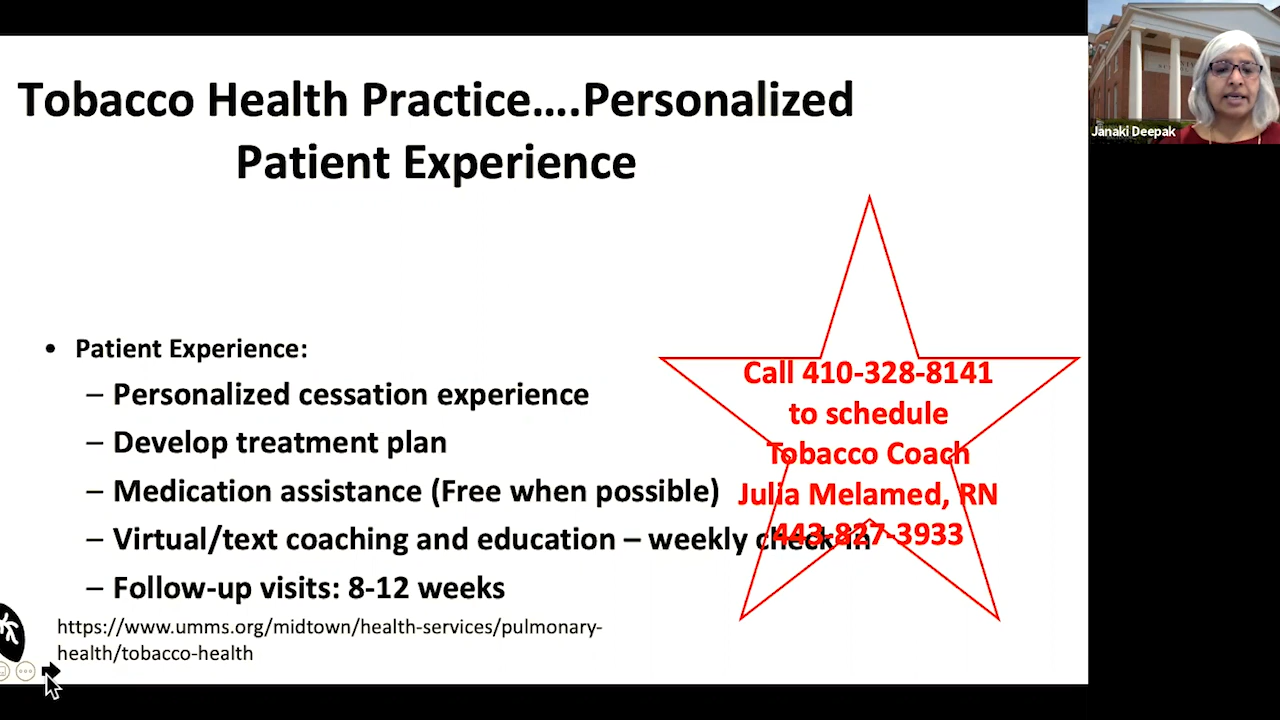 Tobacco Health Practice....Personalized
Patient Experience
• Patient Experience:
– Personalized cessation experience
– Develop treatment plan
– Medication assistance (Free when possible)
– Virtual/text coaching and education – weekly check in
– Follow-up visits: 8-12 weeks
https://www.umms.org/midtown/health-services/pulmonary-
health/tobacco-health
Call 410-328-8141
to schedule
Tobacco Coach
Julia Melamed, RN
443-827-3933
Janaki Deepak